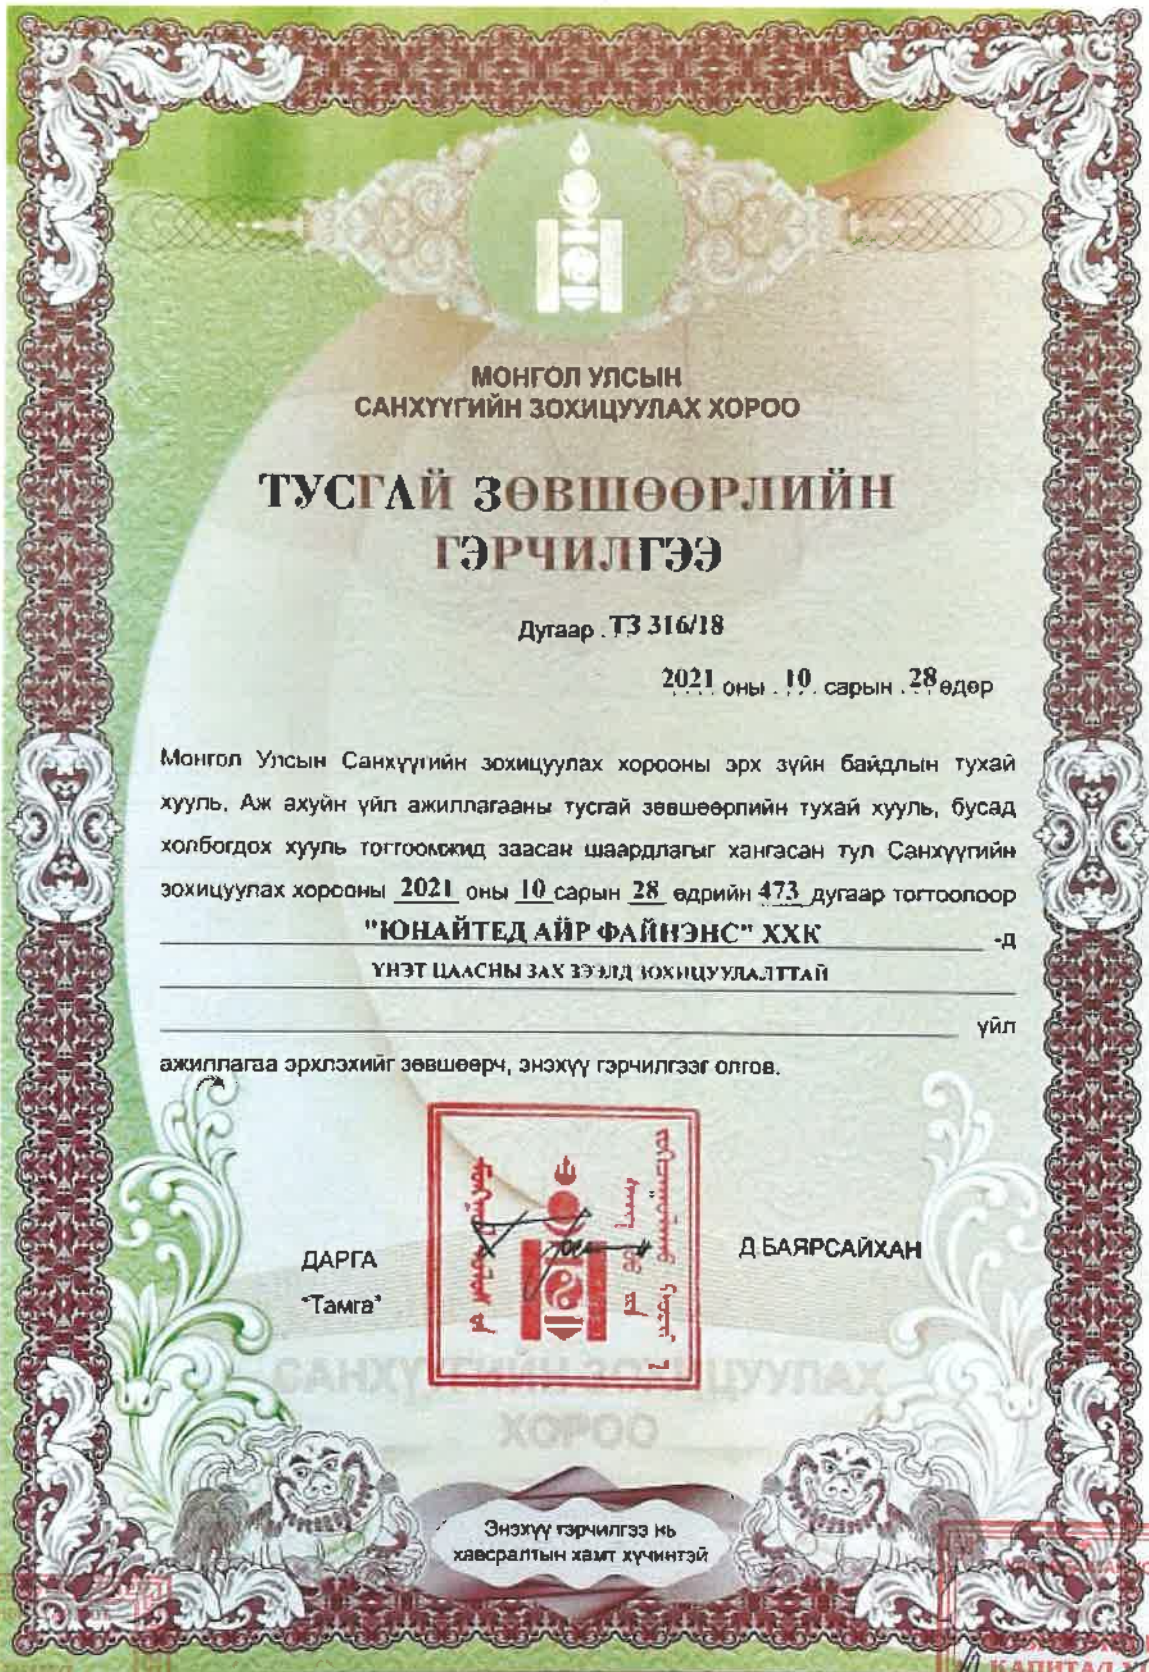 МОНГОЛ УЛСЫН
САНХҮҮГИЙН ЗОХИЦУУЛАХ ХОРОО
ТУСГАЙ ЗӨВШӨӨРЛИЙН
ГЭРЧИЛГЭЭ
Дугаар . ТЗ 316/18
2021 оны 10 сарын 28 өдөр
Монгол Улсын Санхүүгийн зохицуулах хорооны эрх зүйн байдлын тухай
хууль, Аж ахуйн үйл ажиллагааны тусгай зөвшөөрлийн тухай хууль, бусад
холбогдох хууль тогтоомжид заасан шаардлагыг хангасан тул Санхүүгийн
зохицуулах хорооны 2021 оны 10 сарын 28 өдрийн 473 дугаар тогтоолоор
"ЮНАЙТЕД АЙР ФАЙНЭНС" ХХК -д
ҮНЭТ ЦААСНЫ ЗАХ ЗЭЭЛД ЗОХИЦУУЛАЛТТАЙ
үйл
ажиллагаа эрхлэхийг зөвшөөрч, энэхүү гэрчилгээг олгов.
ДАРГА
Д.БАЯРСАЙХАН
"Тамга"
САНХҮҮГИЙН ЗОХИЦУУЛАХ
ХОРОО
Энэхүү гэрчилгээ нь
хавсралтын хамт хүчинтэй
КАПИТАЛ